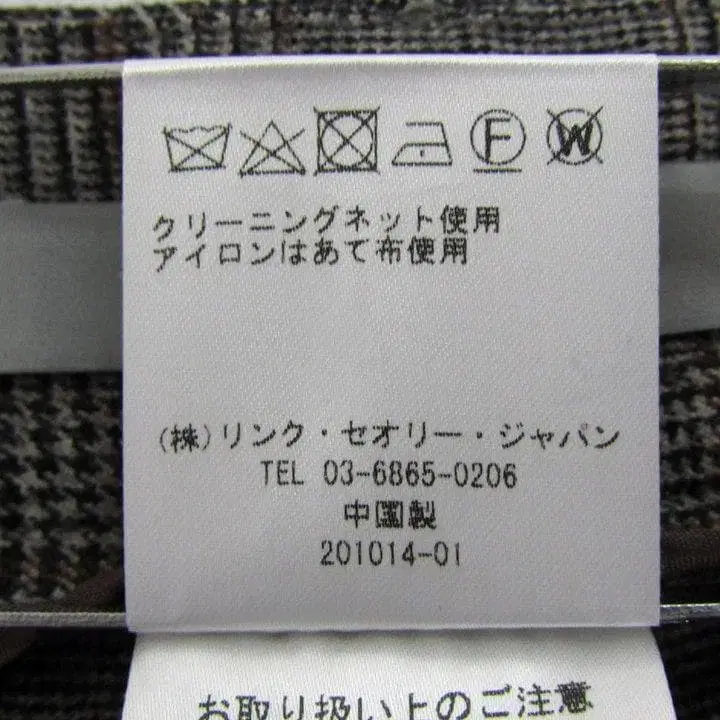 F W
クリーニングネット使用
アイロンはあて布使用
(株)リンク・セオリー・ジャパン
TEL 03-6865-0206
中国製
201014-01
お取り扱い上のご注意